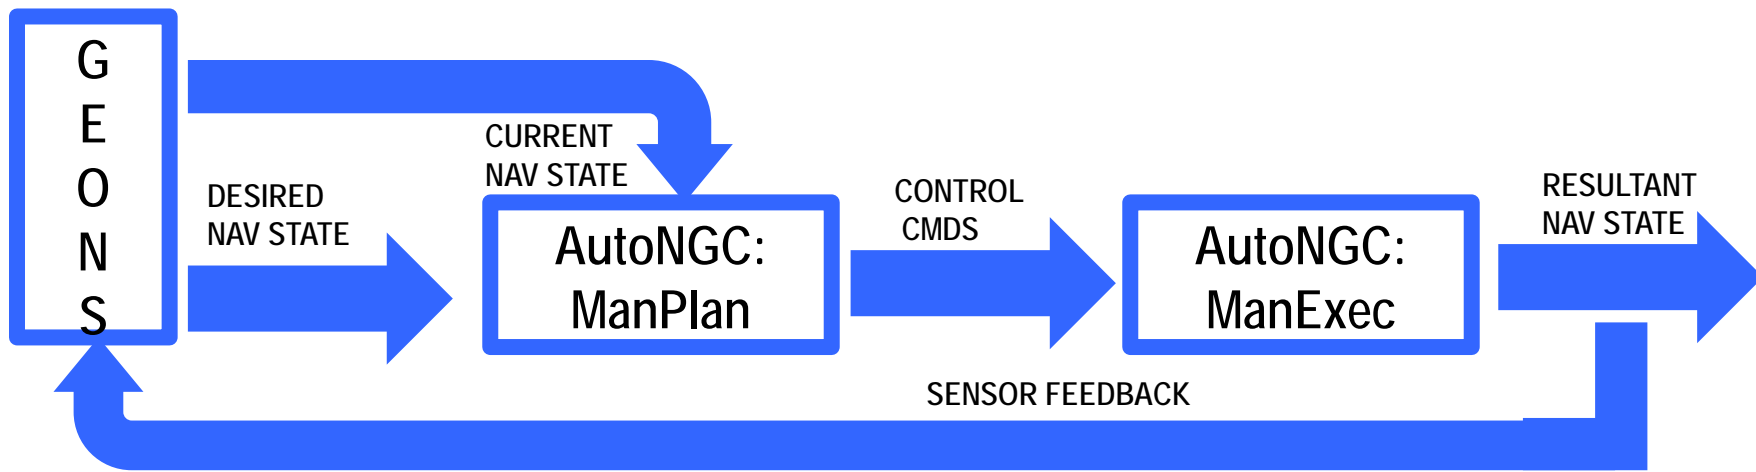 G
E
O
N
S
CURRENT
NAV STATE
DESIRED
NAV STATE
AutoNGC:
ManPlan
CONTROL
CMDS
AutoNGC:
ManExec
RESULTANT
NAV STATE
SENSOR FEEDBACK